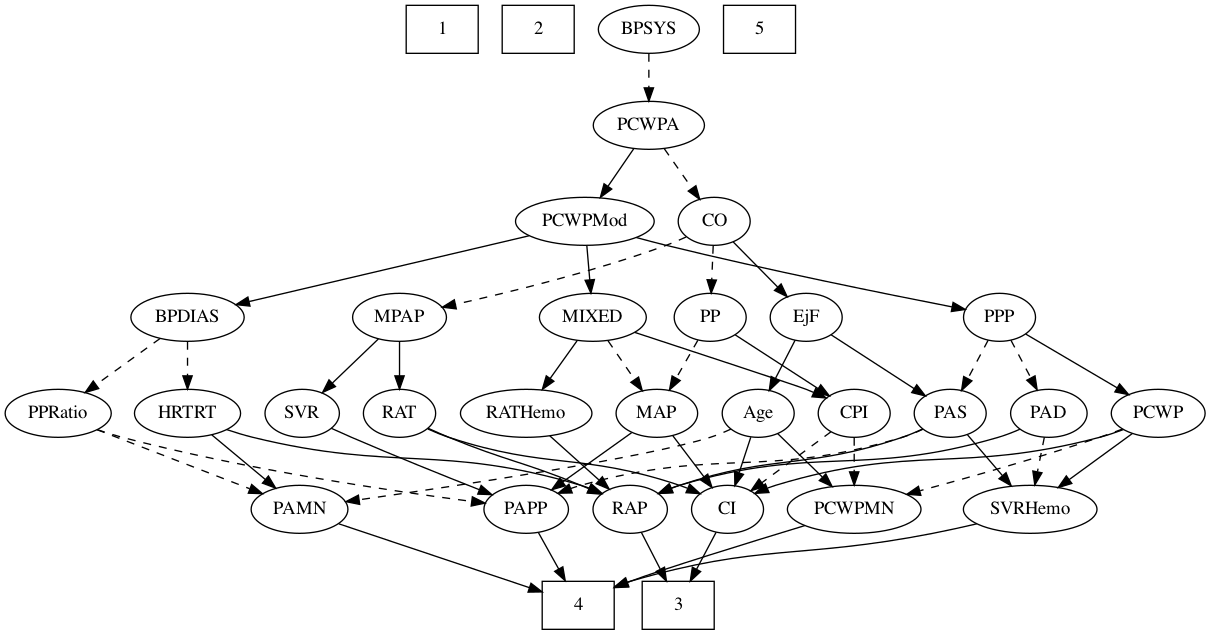 1 2 BPSYS 5
PCWPA
PCWPMod CO
BPDIAS MPAP MIXED PP EjF PPP
PPRatio HRTRT SVR RAT RATHemo MAP Age CPI PAS PAD PCWP
PAMN PAPP RAP CI PCWPMN SVRHemo
4 3